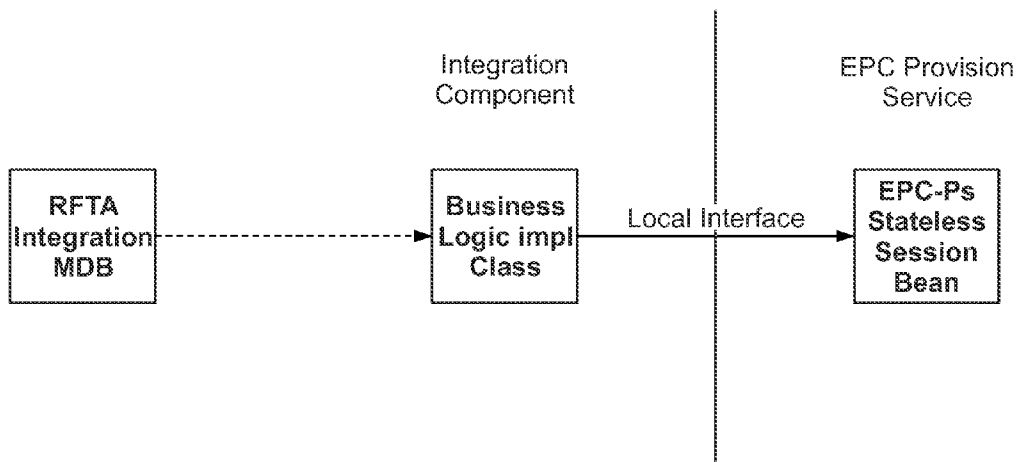 Integration
Component
EPC Provision
Service
RFTA
Integration
MDB
Business
Logic impl
Class
Local Interface
EPC-Ps
Stateless
Session
Bean